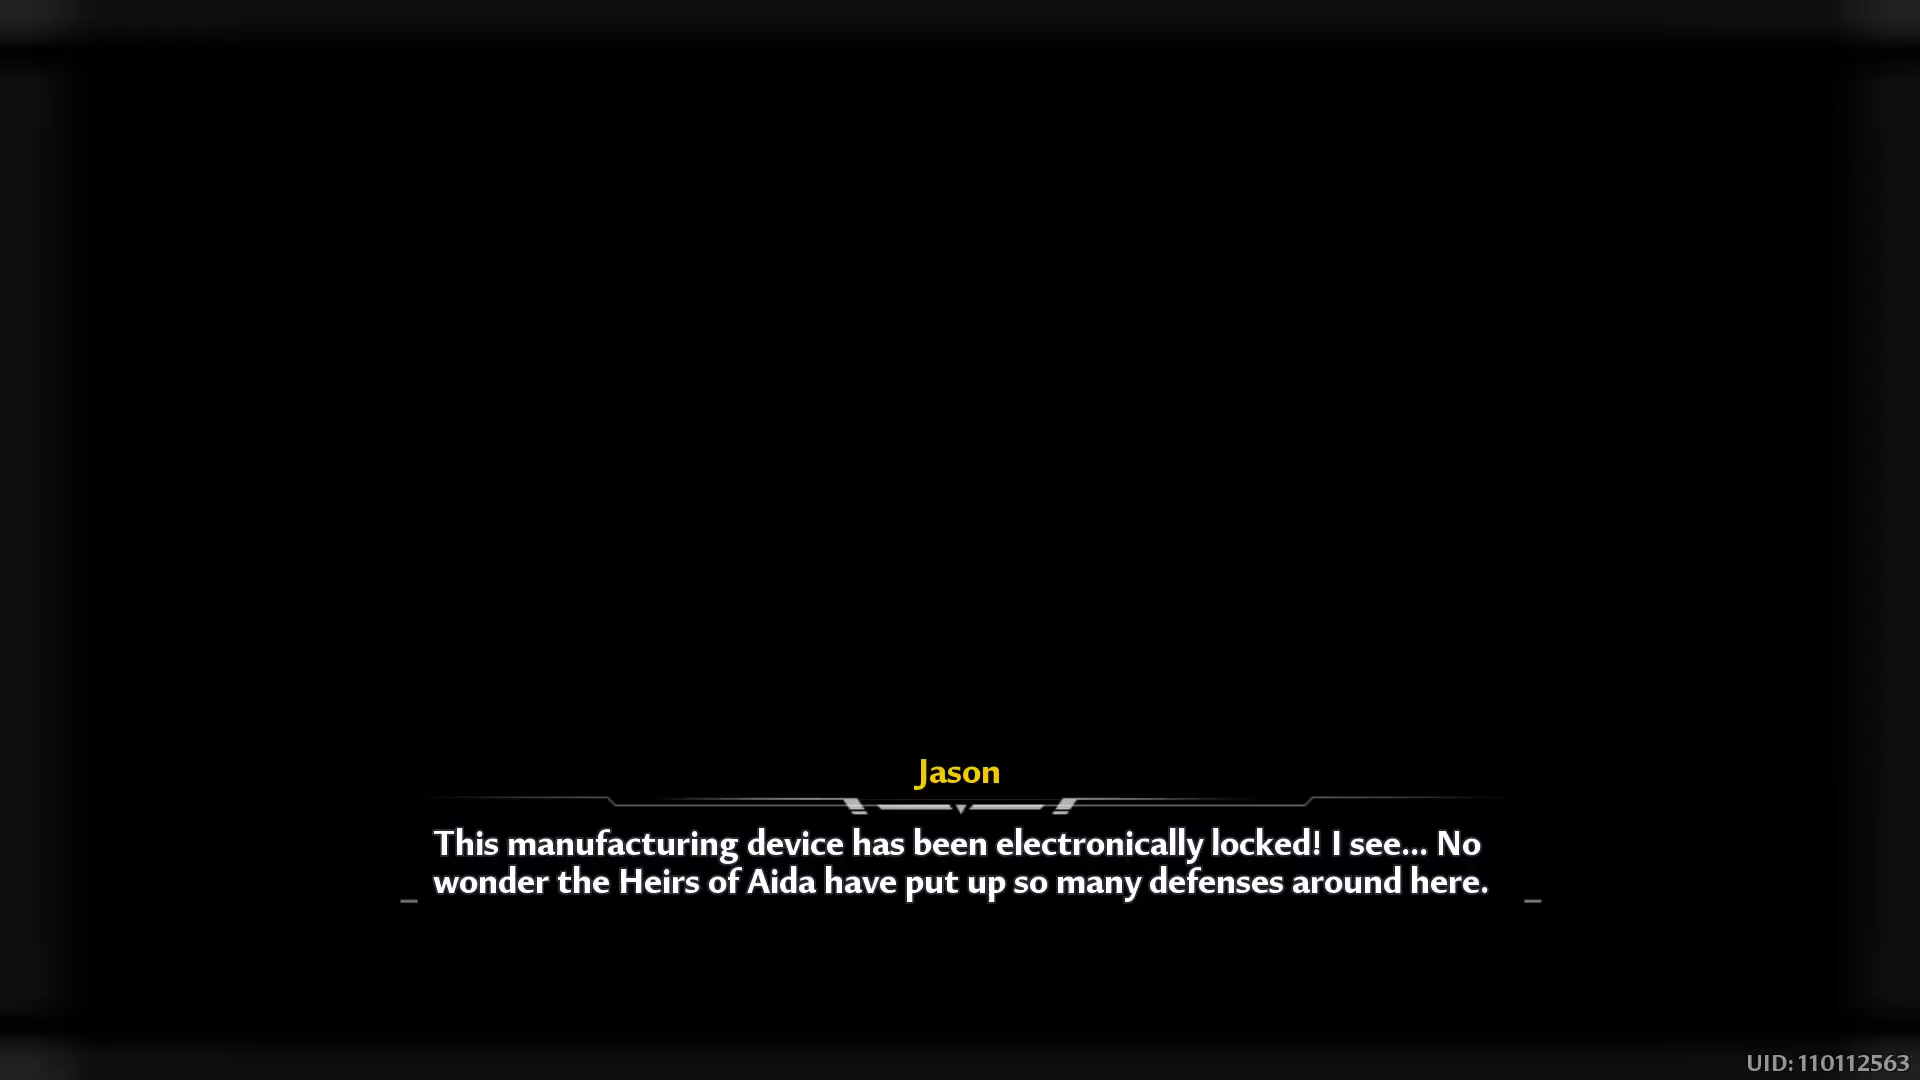 Jason
This manufacturing device has been electronically locked! I see... No
wonder the Heirs of Aida have put up so many defenses around here.
UID: 110112563